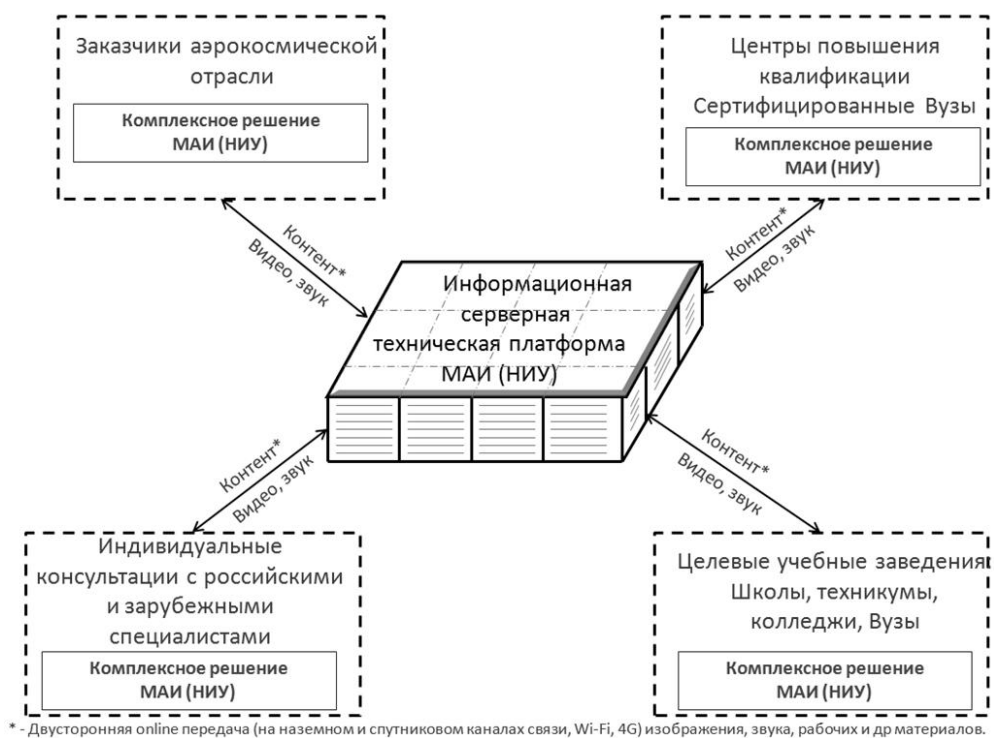 Заказчики аэрокосмической
отрасли
Комплексное решение
МАИ (НИУ)
Центры повышения
квалификации
Сертифицированные Вузы
Комплексное решение
МАИ (НИУ)
Контент*
Видео, звук
Контент*
Видео, звук
Информационная
серверная
техническая платформа
МАИ (НИУ)
Контент*
Видео, звук
Контент*
Видео, звук
Индивидуальные
консультации с российскими
и зарубежными
специалистами
Комплексное решение
МАИ (НИУ)
Целевые учебные заведения:
Школы, техникумы,
колледжи, Вузы
Комплексное решение
МАИ (НИУ)
* - Двусторонняя online передача (на наземном и спутниковом каналах связи, Wi-Fi, 4G) изображения, звука, рабочих и др материалов.